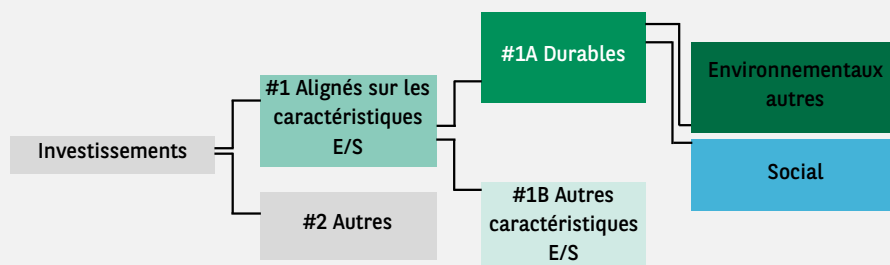 Investissements
#1 Alignés sur les
caractéristiques
E/S
#2 Autres
#1A Durables
#1B Autres
caractéristiques
E/S
Environnementaux
autres
Social